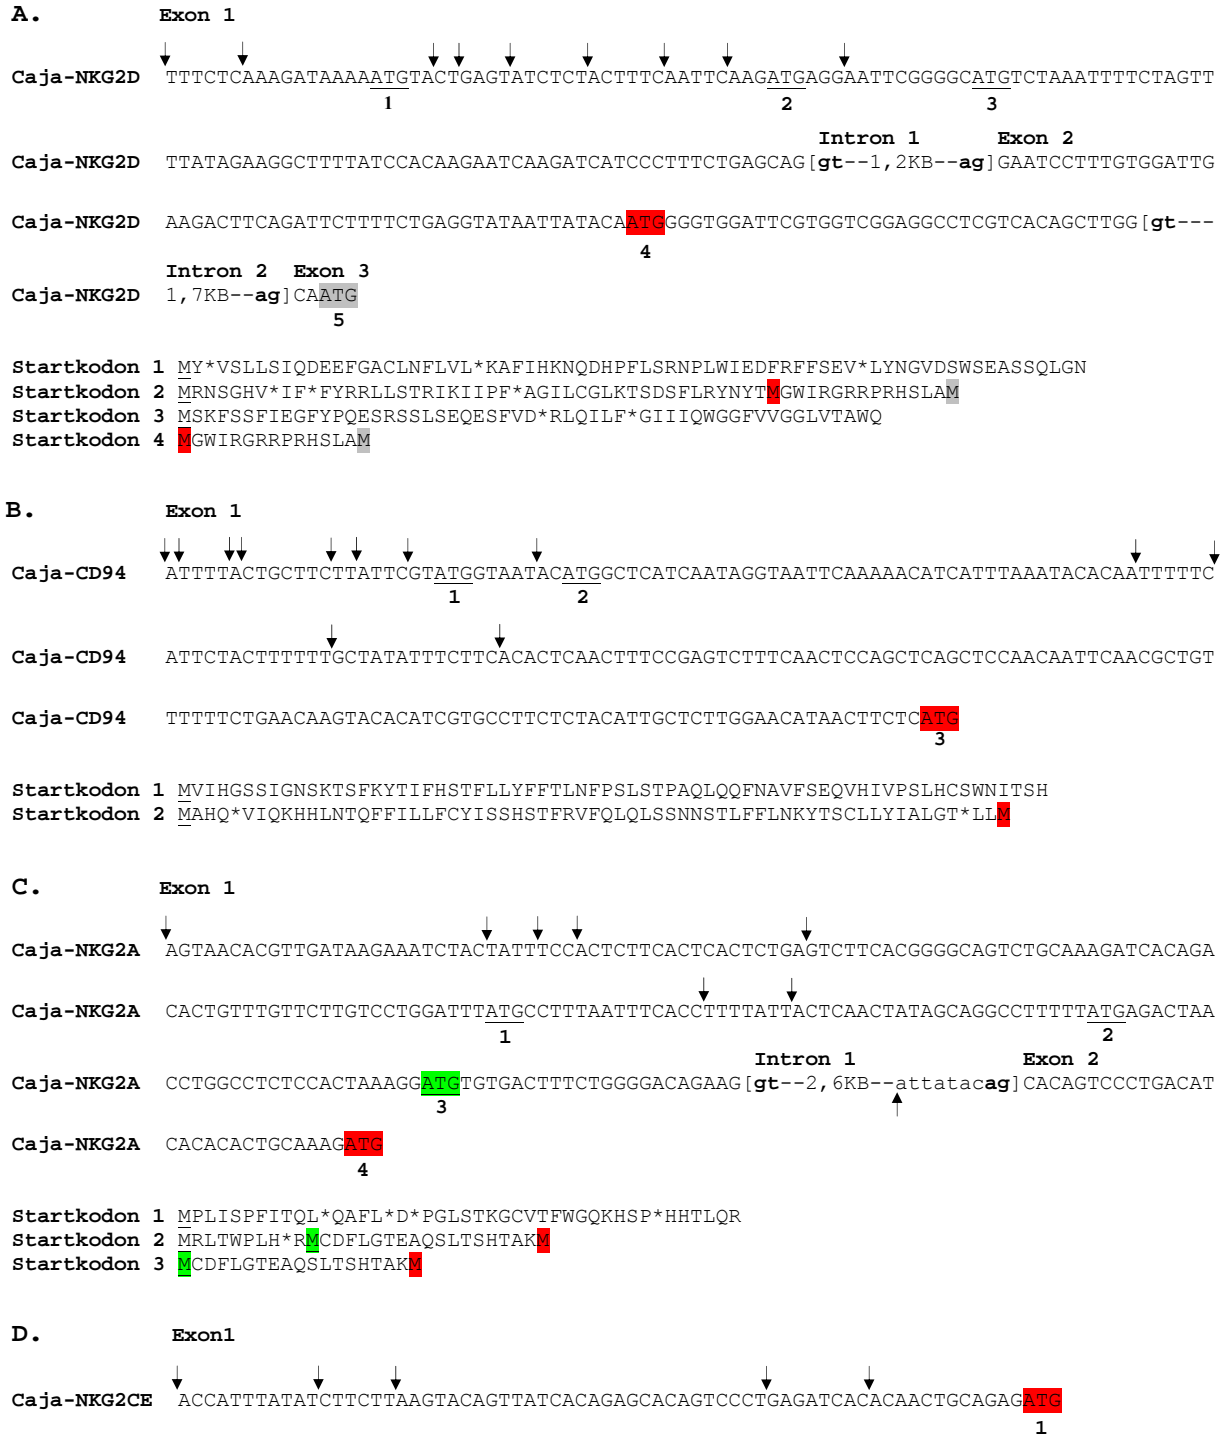 A. Exon 1
Caja-NKG2D TTTCTCAAAGATAAAAATGTACTGAGTATCTCTACTTTCAATTCAAGATGAGGAATTCGGGGCATGTCTAAATTTTCTAGTT
1 2 3
Intron 1 Exon 2
Caja-NKG2D TTATAGAAGGCTTTTATCCACAAGAATCAAGATCATCCCTTTCTGAGCAG[gt--1,2KB--ag]GAATCCTTTGTGGATTG
Caja-NKG2D AAGACTTCAGATTCTTTTCTGAGGTATAATTATACAATGGGGTGGATTCGTGGTCGGAGGCCTCGTCACAGCTTGG[gt---
4
Intron 2 Exon 3
Caja-NKG2D 1,7KB--ag]CAATG
5
Startkodon 1 MY*VSLLSIQDEEFGACLNFLVL*KAFIHKNQDHPFLSRNPLWIEDFRFFSEV*LYNGVDSWSEASSQLGN
Startkodon 2 MRNSGHV*IF*FYRRLLSTRIKIIPF*AGILCGLKTSDSFLRYNYTMGWIRGRRPRHSLAM
Startkodon 3 MSKFSSFIEGFYPQESRSSLSEQESFVD*RLQILF*GIIIQWGGFVVGGLVTAWQ
Startkodon 4 MGWIRGRRPRHSLAM
B. Exon 1
Caja-CD94 ATTTTACTGCTTCTTATTCGTATGGTAATACATGGCTCATCAATAGGTAATTCAAAAACATCATTTAAATACACAATTTTTC
1 2
Caja-CD94 ATTCTACTTTTTTGCTATATTTCTTCACACTCAACTTTCCGAGTCTTTCAACTCCAGCTCAGCTCCAACAATTCAACGCTGT
Caja-CD94 TTTTTCTGAACAAGTACACATCGTGCCTTCTCTACATTGCTCTTGGAACATAACTTCTCATG
3
Startkodon 1 MVIHGSSIGNSKTSFKYTIFHSTFLLYFFTLNFPSLSTPAQLQQFNAVFSEQVHIVPSLHCSWNITSH
Startkodon 2 MAHQ*VIQKHHLNTQFFILLFCYISSHSTFRVFQLQLSSNNSTLFFLNKYTSCLLYIALGT*LLM
C. Exon 1
Caja-NKG2A AGTAACACGTTGATAAGAAATCTACTATTTCCACTCTTCACTCACTCTGAGTCTTCACGGGGCAGTCTGCAAAGATCACAGA
Caja-NKG2A CACTGTTTGTTCTTGTCCTGGATTTATGCCTTTAATTTCACCTTTTATTACTCAACTATAGCAGGCCTTTTTATGAGACTAA
1 2
Intron 1 Exon 2
Caja-NKG2A CCTGGCCTCTCCACTAAAGGATGTGTGACTTTCTGGGGACAGAAG[gt--2,6KB--attatacag]CACAGTCCCTGACAT
3
Caja-NKG2A CACACACTGCAAAGATG
4
Startkodon 1 MPLISPFITQL*QAFL*D*PGLSTKGCVTFWGQKHSP*HHTLQR
Startkodon 2 MRLTWPLH*RMCDFLGTEAQSLTSHTAKM
Startkodon 3 MCDFLGTEAQSLTSHTAKM
D. Exon1
Caja-NKG2CE ACCATTTATATCTTCTTAAGTACAGTTATCACAGAGCACAGTCCCTGAGATCACACAACTGCAGAGATG
1